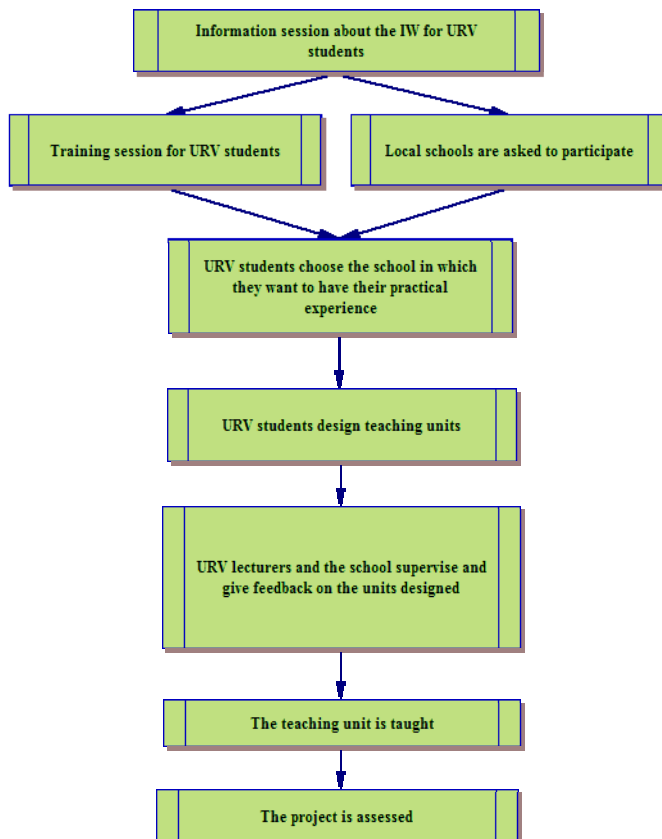 Information session about the IW for URV
students
Training session for URV students
Local schools are asked to participate
URV students choose the school in which
they want to have their practical
experience
URV students design teaching units
URV lecturers and the school supervise and
give feedback on the units designed
The teaching unit is taught
The project is assessed